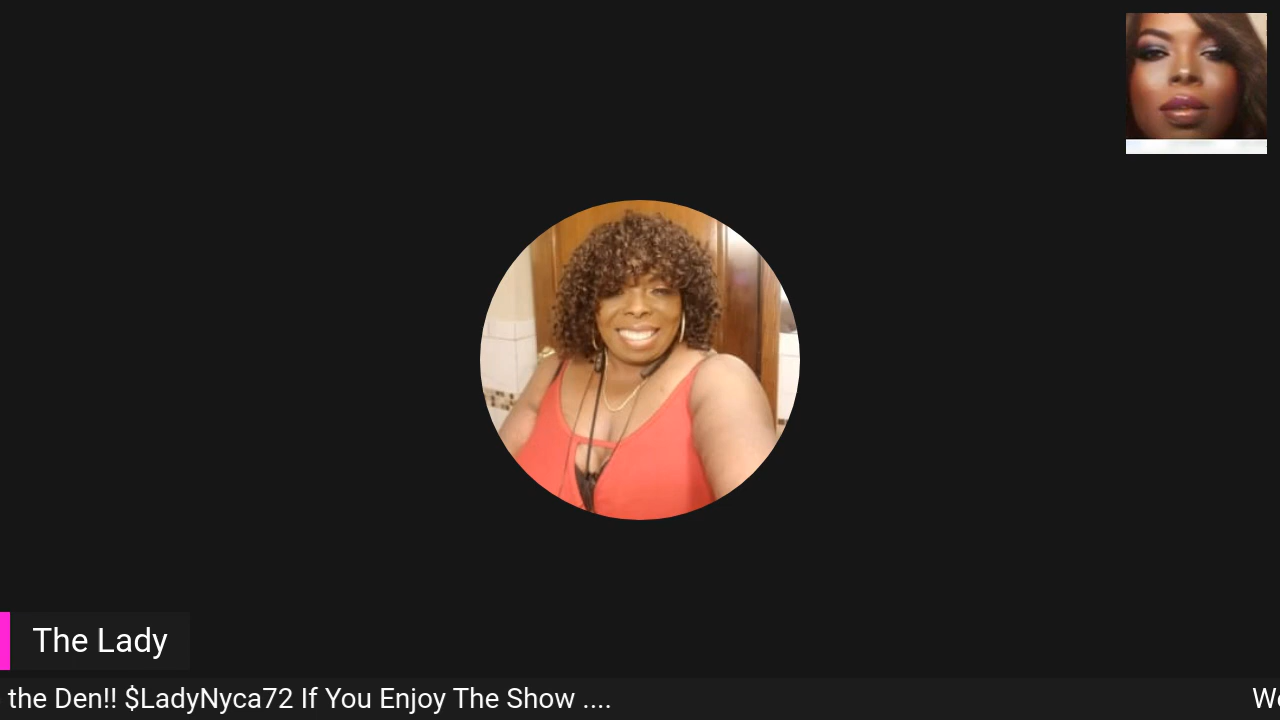 The Lady
the Den!! $LadyNyca72 If You Enjoy The Show ....